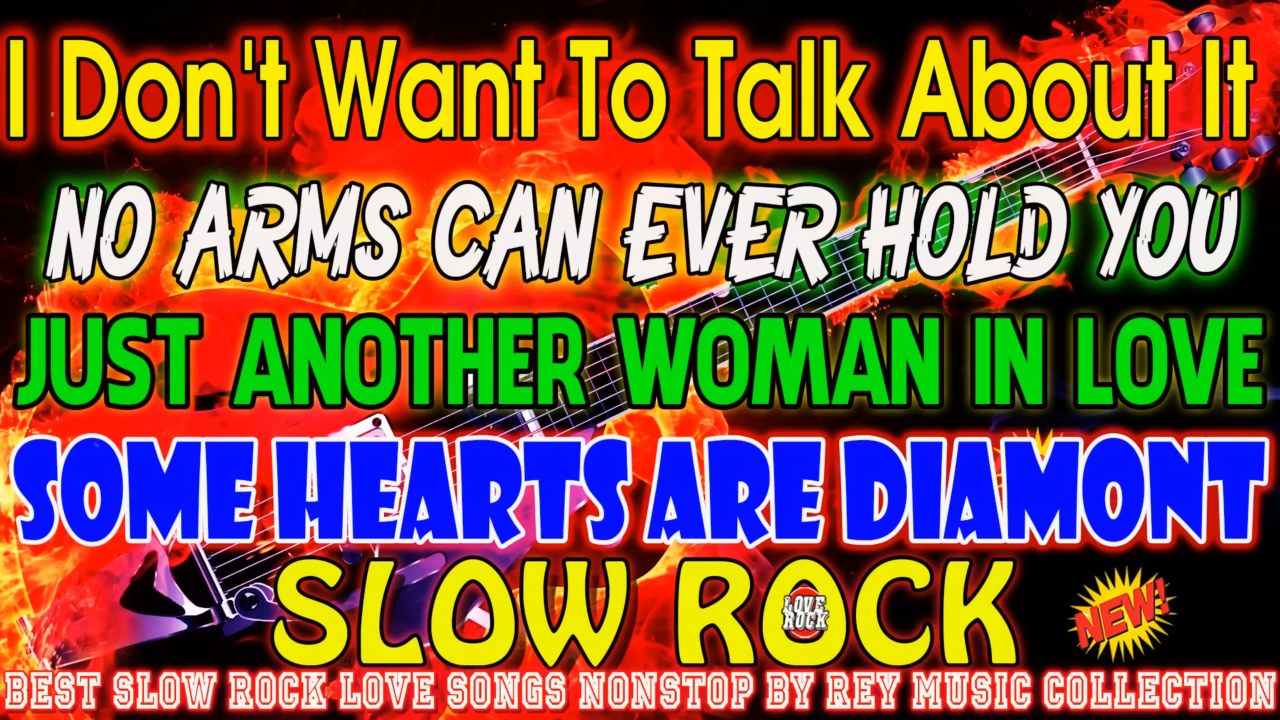 I Don't Want To Talk About It
NO ARMS CAN EVER HOLD YOU
JUST ANOTHER WOMAN IN LOVE
SOME HEARTS ARE DIAMONT
SLOW ROCK
LOVE
ROCK
NEW!
BEST SLOW ROCK LOVE SONGS NONSTOP BY REY MUSIC COLLECTION